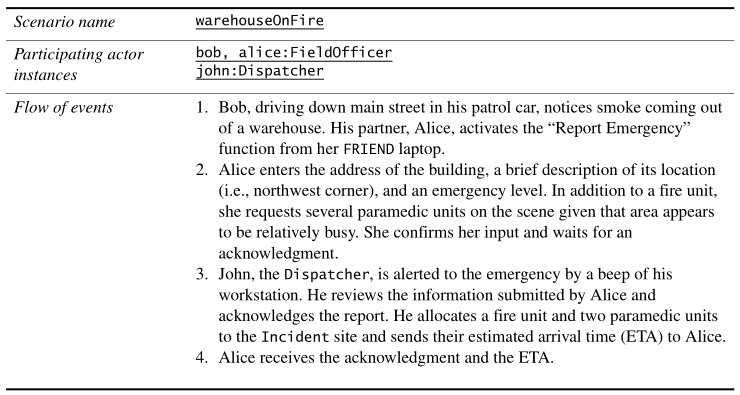 Scenario name warehouseOnFire
Participating actor bob, alice:FieldOfficer
instances john:Dispatcher
Flow of events 1. Bob, driving down main street in his patrol car, notices smoke coming out
of a warehouse. His partner, Alice, activates the “Report Emergency”
function from her FRIEND laptop.
2. Alice enters the address of the building, a brief description of its location
(i.e., northwest corner), and an emergency level. In addition to a fire unit,
she requests several paramedic units on the scene given that area appears
to be relatively busy. She confirms her input and waits for an
acknowledgment.
3. John, the Dispatcher, is alerted to the emergency by a beep of his
workstation. He reviews the information submitted by Alice and
acknowledges the report. He allocates a fire unit and two paramedic units
to the Incident site and sends their estimated arrival time (ETA) to Alice.
4. Alice receives the acknowledgment and the ETA.